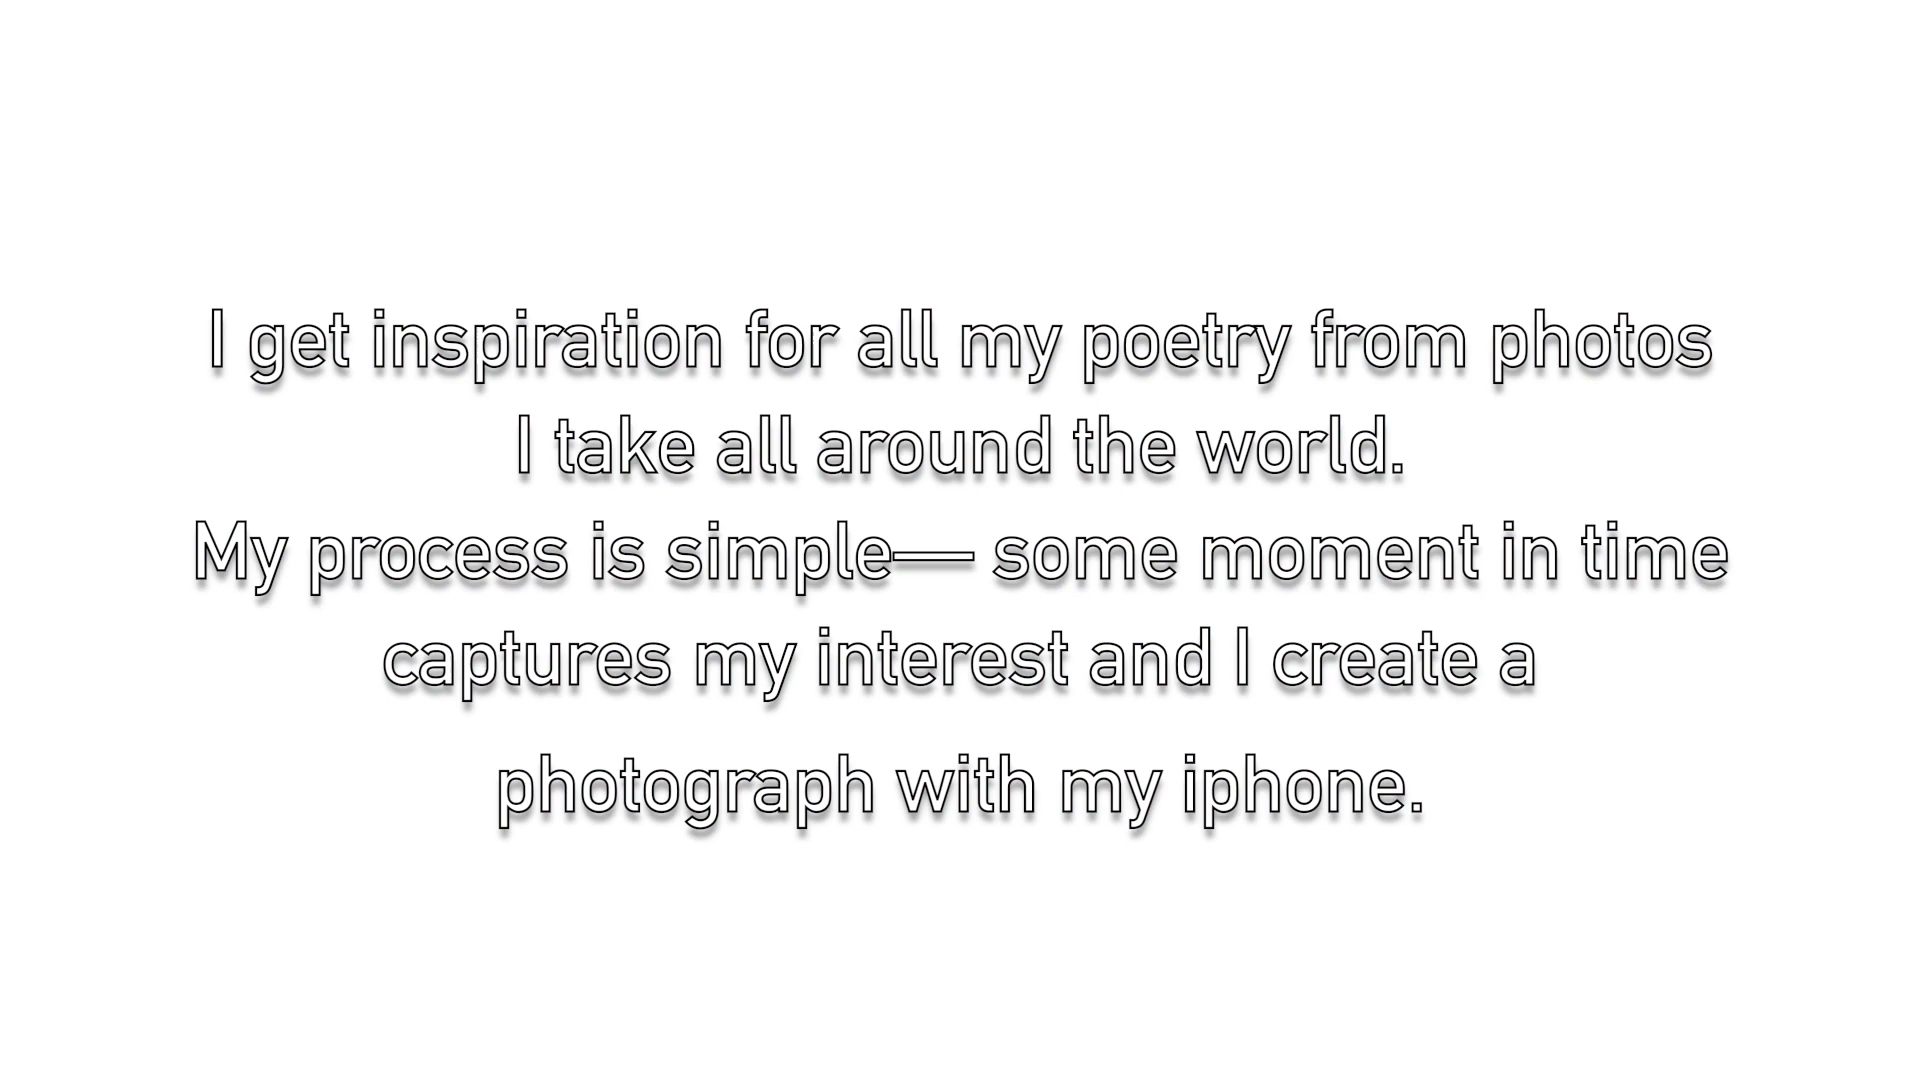 I get inspiration for all my poetry from photos
I take all around the world.
My process is simple— some moment in time
captures my interest and I create a
photograph with my iphone.